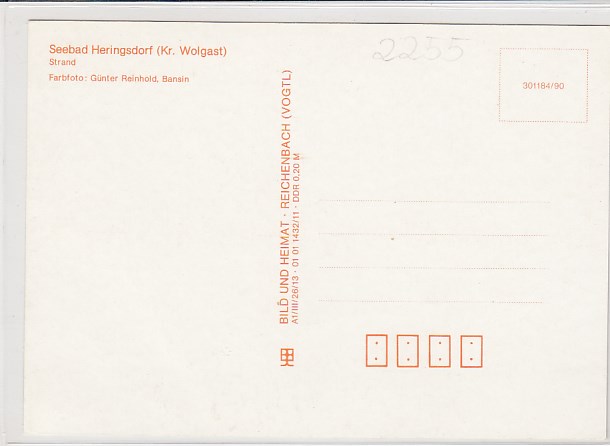 Seebad Heringsdorf (Kr. Wolgast)
Strand
Farbfoto: Günter Reinhold, Bansin
2255
301184/90
BILD UND HEIMAT · REICHENBACH (VOGTL)
A1/III/26/13 · 01 01 1432/11 · DDR 0,20 M